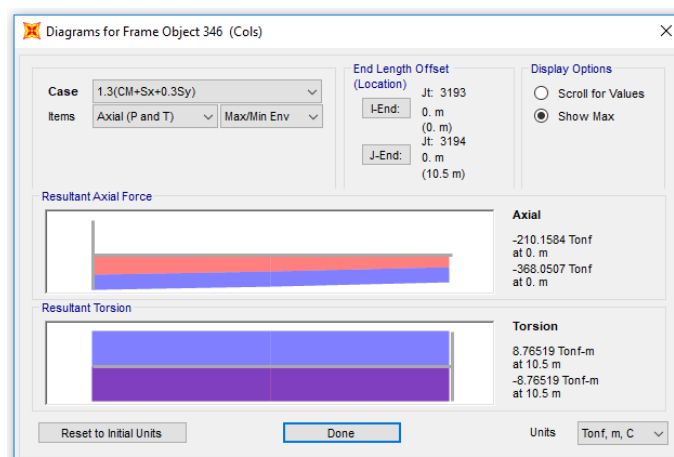 Diagrams for Frame Object 346 (Cols)
Case 1.3(CM+Sx+0.3Sy)
Items Axial (P and T) Max/Min Env
End Length Offset
(Location)
I-End: Jt: 3193
0. m
(0. m)
J-End: Jt: 3194
0. m
(10.5 m)
Display Options
Scroll for Values
Show Max
Resultant Axial Force
Axial
-210.1584 Tonf
at 0. m
-368.0507 Tonf
at 0. m
Resultant Torsion
Torsion
8.76519 Tonf-m
at 10.5 m
-8.76519 Tonf-m
at 10.5 m
Reset to Initial Units
Done
Units Tonf, m, C